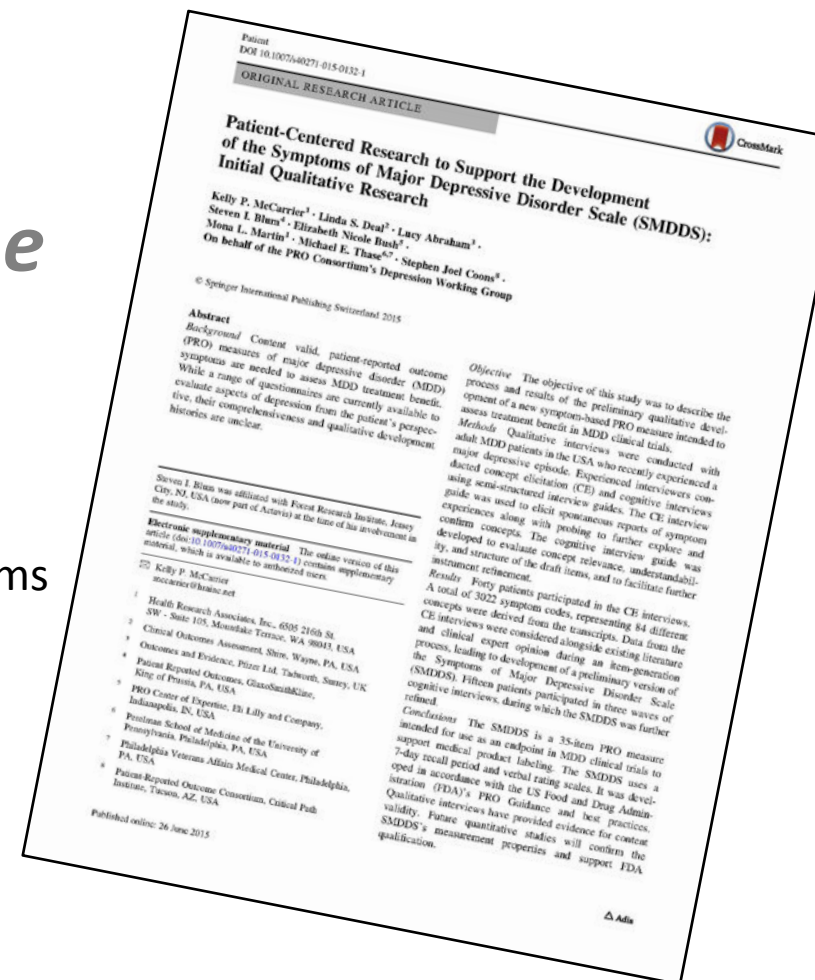 e
ms
Patient
DOI 10.1007/s40271-015-0132-1
ORIGINAL RESEARCH ARTICLE
CrossMark
Patient-Centered Research to Support the Development
of the Symptoms of Major Depressive Disorder Scale (SMDDS):
Initial Qualitative Research
Kelly P. McCarrier1 · Linda S. Deal2 · Lucy Abraham3 ·
Steven I. Blum4 · Elizabeth Nicole Bush5 ·
Mona L. Martin1 · Michael E. Thase6,7 · Stephen Joel Coons8 ·
On behalf of the PRO Consortium's Depression Working Group
© Springer International Publishing Switzerland 2015
Abstract
Background Content valid, patient-reported outcome
(PRO) measures of major depressive disorder (MDD)
symptoms are needed to assess MDD treatment benefit.
While a range of questionnaires are currently available to
evaluate aspects of depression from the patient's perspec-
tive, their comprehensiveness and qualitative development
histories are unclear.
Steven I. Blum was affiliated with Forest Research Institute, Jersey
City, NJ, USA (now part of Actavis) at the time of his involvement in
the study.
Electronic supplementary material The online version of this
article (doi:10.1007/s40271-015-0132-1) contains supplementary
material, which is available to authorized users.
Kelly P. McCarrier
mccarrier@hrainc.net
1 Health Research Associates, Inc., 6505 216th St.
SW - Suite 105, Mountlake Terrace, WA 98043, USA
2 Clinical Outcomes Assessment, Shire, Wayne, PA, USA
3 Outcomes and Evidence, Pfizer Ltd, Tadworth, Surrey, UK
4 Patient Reported Outcomes, GlaxoSmithKline,
King of Prussia, PA, USA
5 PRO Center of Expertise, Eli Lilly and Company,
Indianapolis, IN, USA
6 Perelman School of Medicine of the University of
Pennsylvania, Philadelphia, PA, USA
7 Philadelphia Veterans Affairs Medical Center, Philadelphia,
PA, USA
8 Patient-Reported Outcome Consortium, Critical Path
Institute, Tucson, AZ, USA
Published online: 26 June 2015
Objective The objective of this study was to describe the
process and results of the preliminary qualitative devel-
opment of a new symptom-based PRO measure intended to
assess treatment benefit in MDD clinical trials.
Methods Qualitative interviews were conducted with
adult MDD patients in the USA who recently experienced a
major depressive episode. Experienced interviewers con-
ducted concept elicitation (CE) and cognitive interviews
using semi-structured interview guides. The CE interview
guide was used to elicit spontaneous reports of symptom
experiences along with probing to further explore and
confirm concepts. The cognitive interview guide was
developed to evaluate concept relevance, understandabil-
ity, and structure of the draft items, and to facilitate further
instrument refinement.
Results Forty patients participated in the CE interviews.
A total of 3022 symptom codes, representing 84 different
concepts were derived from the transcripts. Data from the
CE interviews were considered alongside existing literature
and clinical expert opinion during an item-generation
process, leading to development of a preliminary version of
the Symptoms of Major Depressive Disorder Scale
(SMDDS). Fifteen patients participated in three waves of
cognitive interviews, during which the SMDDS was further
refined.
Conclusions The SMDDS is a 35-item PRO measure
intended for use as an endpoint in MDD clinical trials to
support medical product labeling. The SMDDS uses a
7-day recall period and verbal rating scales. It was devel-
oped in accordance with the US Food and Drug Admin-
istration (FDA)'s PRO Guidance and best practices.
Qualitative interviews have provided evidence for content
validity. Future quantitative studies will confirm the
SMDDS's measurement properties and support FDA
qualification.
Adis